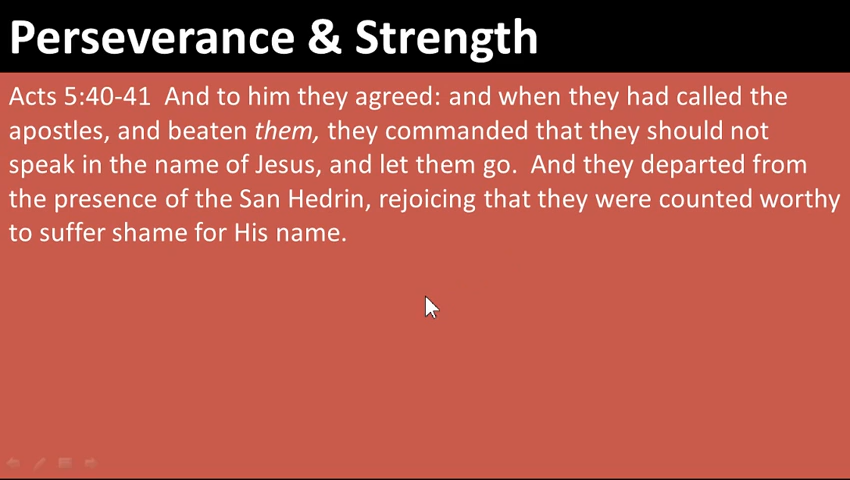 Perseverance & Strength
Acts 5:40-41  And to him they agreed: and when they had called the
apostles, and beaten them, they commanded that they should not
speak in the name of Jesus, and let them go.  And they departed from
the presence of the San Hedrin, rejoicing that they were counted worthy
to suffer shame for His name.